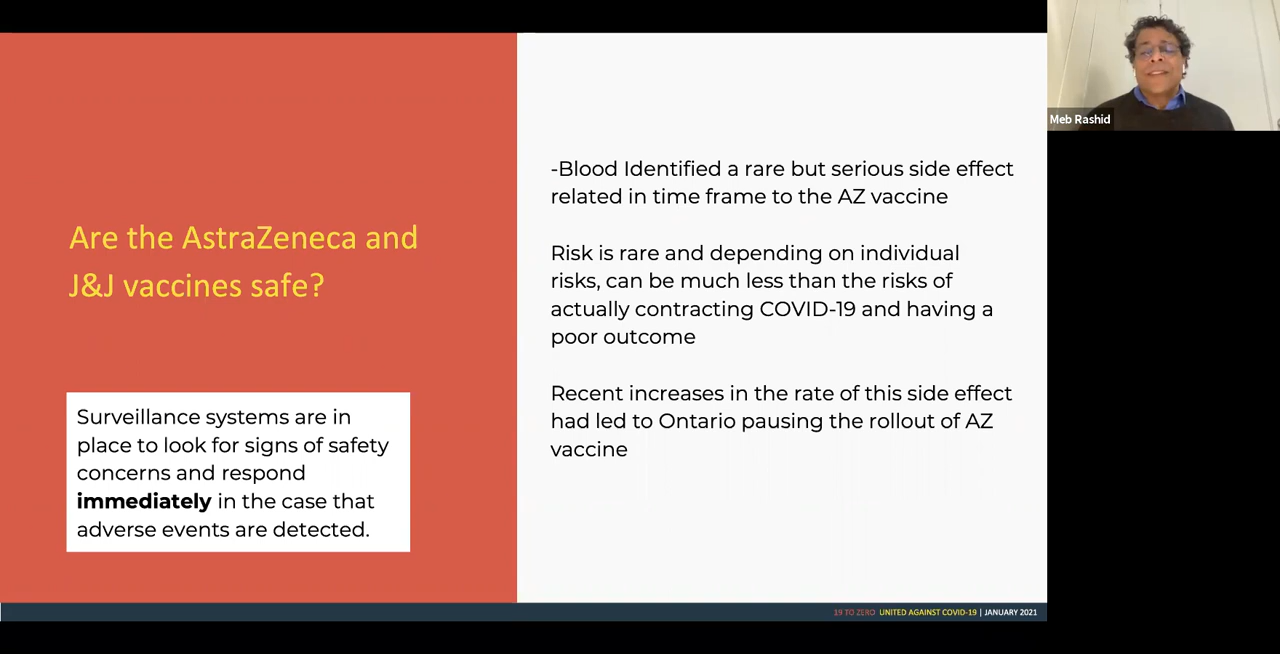 Are the AstraZeneca and
J&J vaccines safe?
Surveillance systems are in
place to look for signs of safety
concerns and respond
immediately in the case that
adverse events are detected.
-Blood Identified a rare but serious side effect
related in time frame to the AZ vaccine
Risk is rare and depending on individual
risks, can be much less than the risks of
actually contracting COVID-19 and having a
poor outcome
Recent increases in the rate of this side effect
had led to Ontario pausing the rollout of AZ
vaccine
19 TO ZERO UNITED AGAINST COVID-19 | JANUARY 2021
Meb Rashid